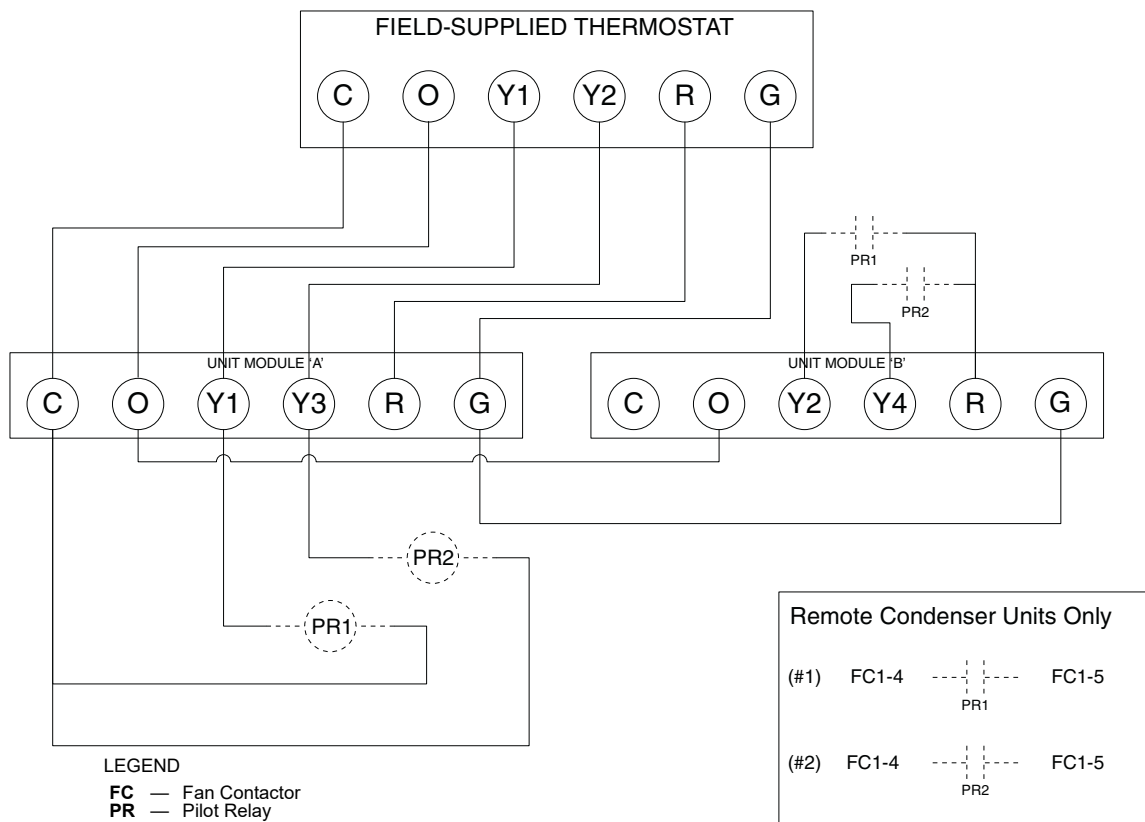 FIELD-SUPPLIED THERMOSTAT
C O Y1 Y2 R G
PR1
PR2
UNIT MODULE 'A'
UNIT MODULE 'B'
C O Y1 Y3 R G
C O Y2 Y4 R G
PR2
PR1
Remote Condenser Units Only
(#1) FC1-4 FC1-5
PR1
(#2) FC1-4 FC1-5
PR2
LEGEND
FC — Fan Contactor
PR — Pilot Relay